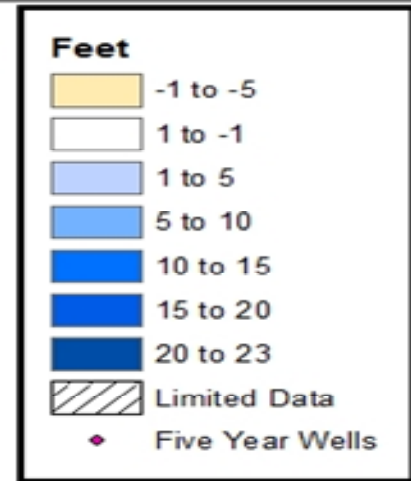 Feet
-1 to -5
1 to -1
1 to 5
5 to 10
10 to 15
15 to 20
20 to 23
Limited Data
Five Year Wells